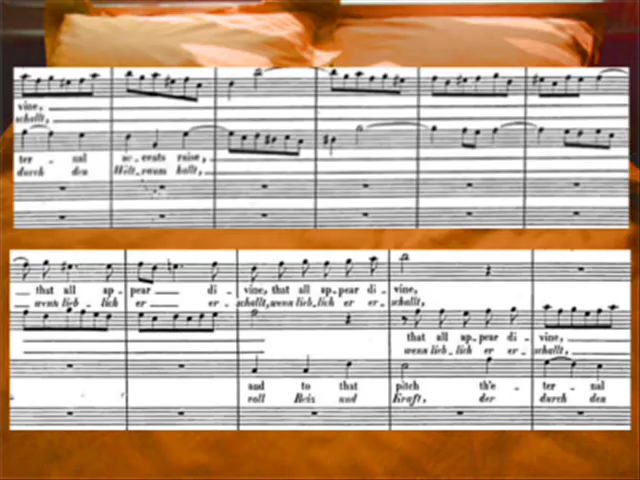 vine,
schallt,
ter - nal ac - cents raise,
durch den Welt - raum hallt,
that all ap - pear di -
wenn lieb - lich er er -
vine, that all ap - pear di - vine,
schallt, wenn lieb - lich er er - schallt,
that all ap - pear di - vine,
wenn lieb - lich er er - schallt,
and to that pitch th'e - ter - nal
voll Reiz und Kraft, der durch den